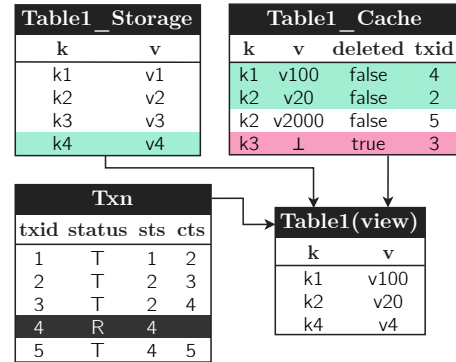 Table1_Storage
k v
k1 v1
k2 v2
k3 v3
k4 v4
Table1_Cache
k v deleted txid
k1 v100 false 4
k2 v20 false 2
k2 v2000 false 5
k3 ⊥ true 3
Txn
txid status sts cts
1 T 1 2
2 T 2 3
3 T 2 4
4 R 4
5 T 4 5
Table1(view)
k v
k1 v100
k2 v20
k4 v4